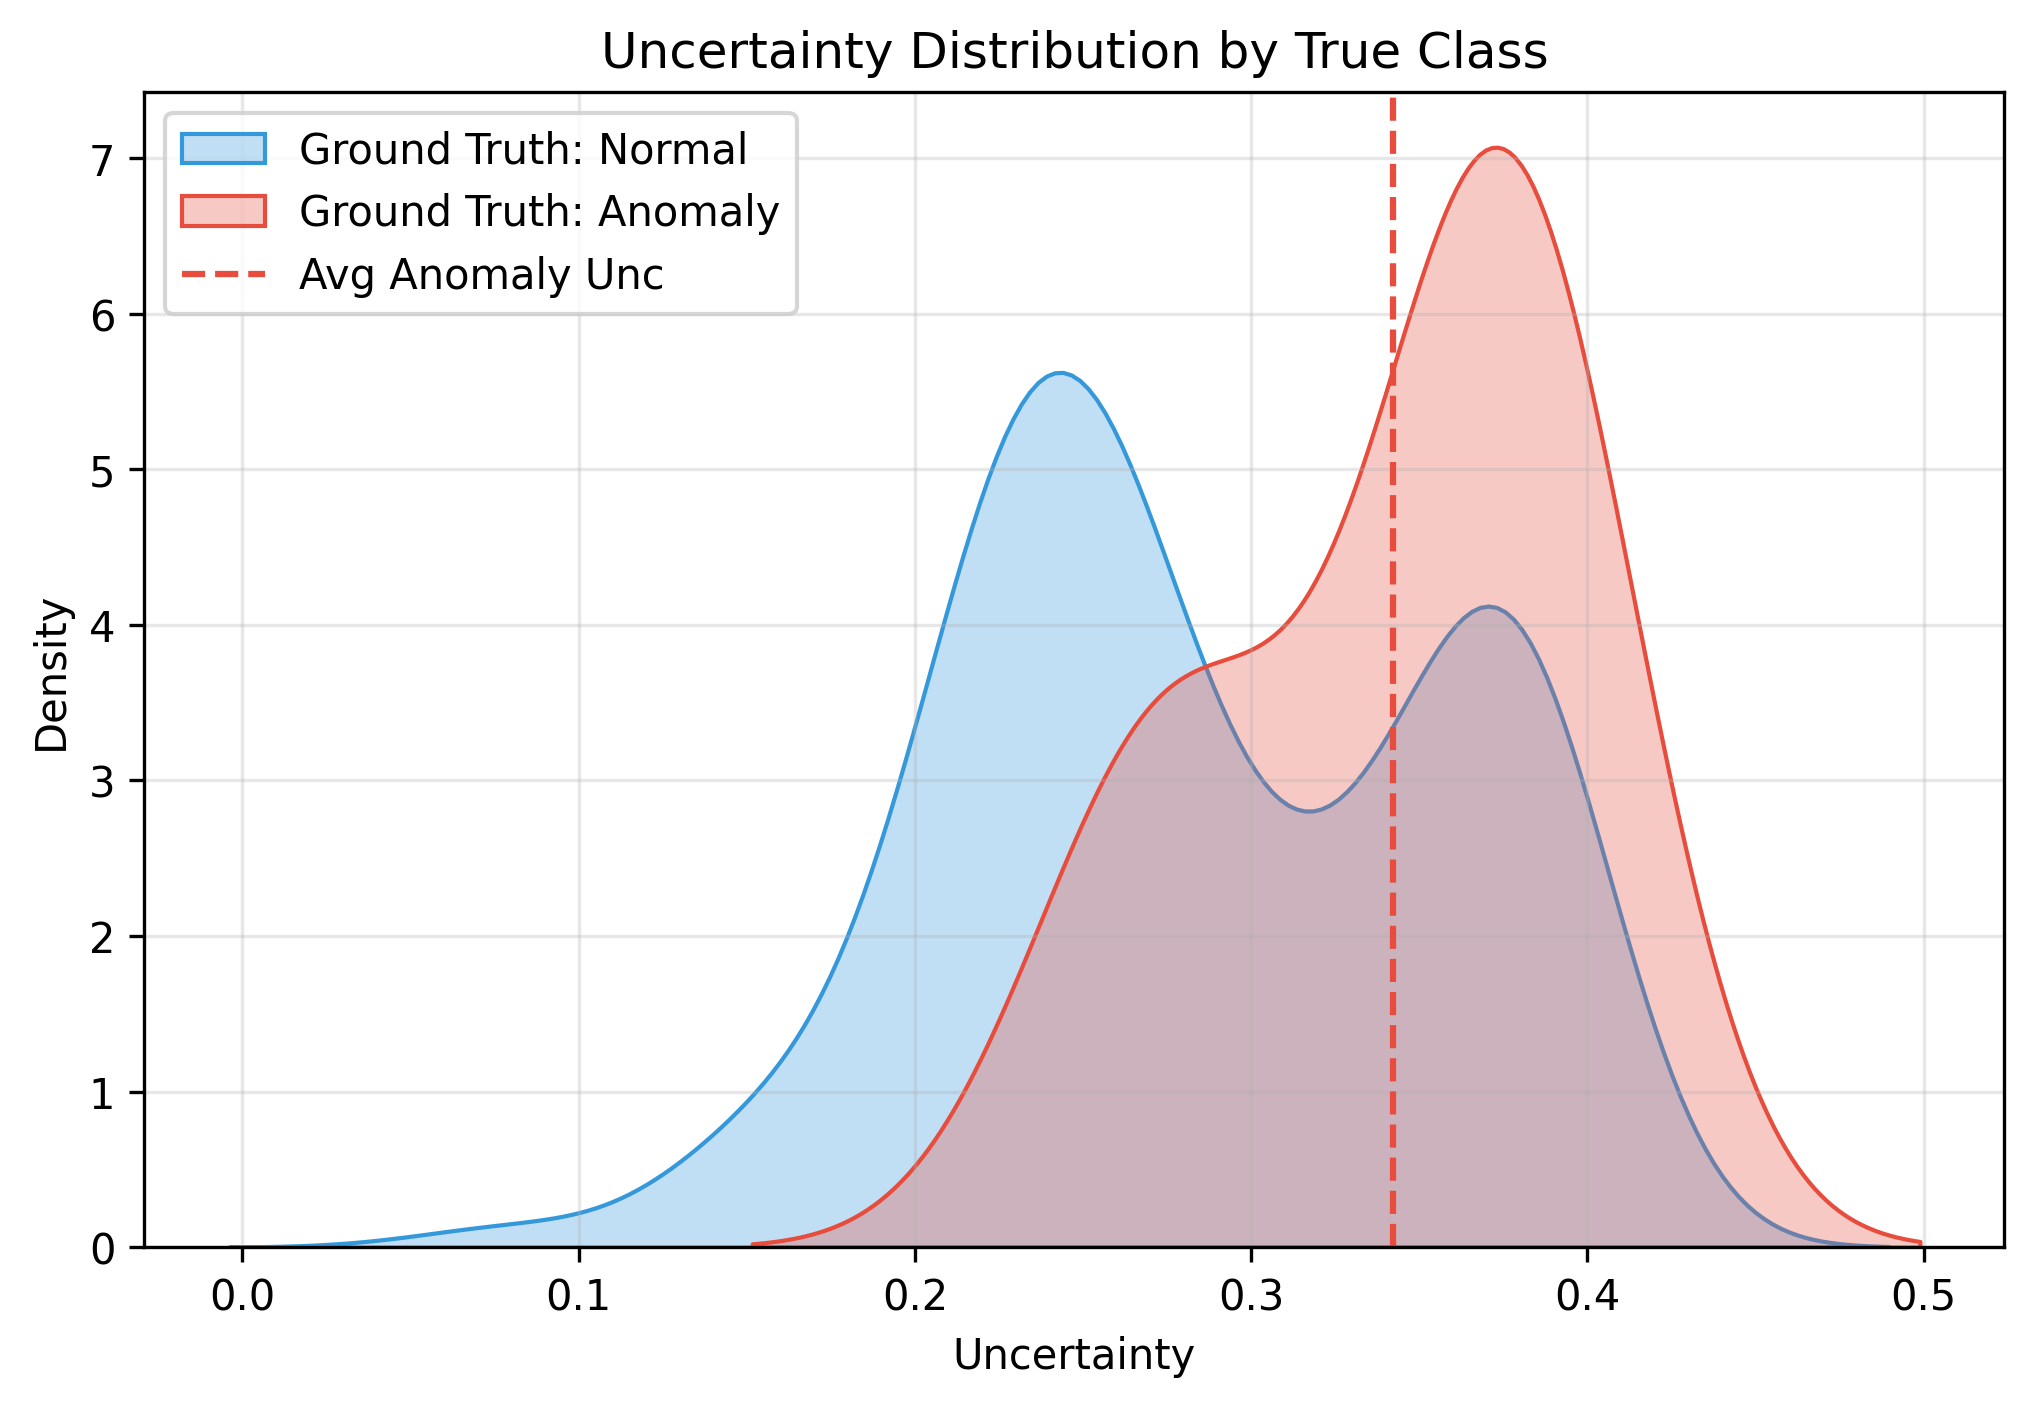 Uncertainty Distribution by True Class
Ground Truth: Normal
Ground Truth: Anomaly
Avg Anomaly Unc
7
6
5
4
3
2
1
0
Density
0.0 0.1 0.2 0.3 0.4 0.5
Uncertainty